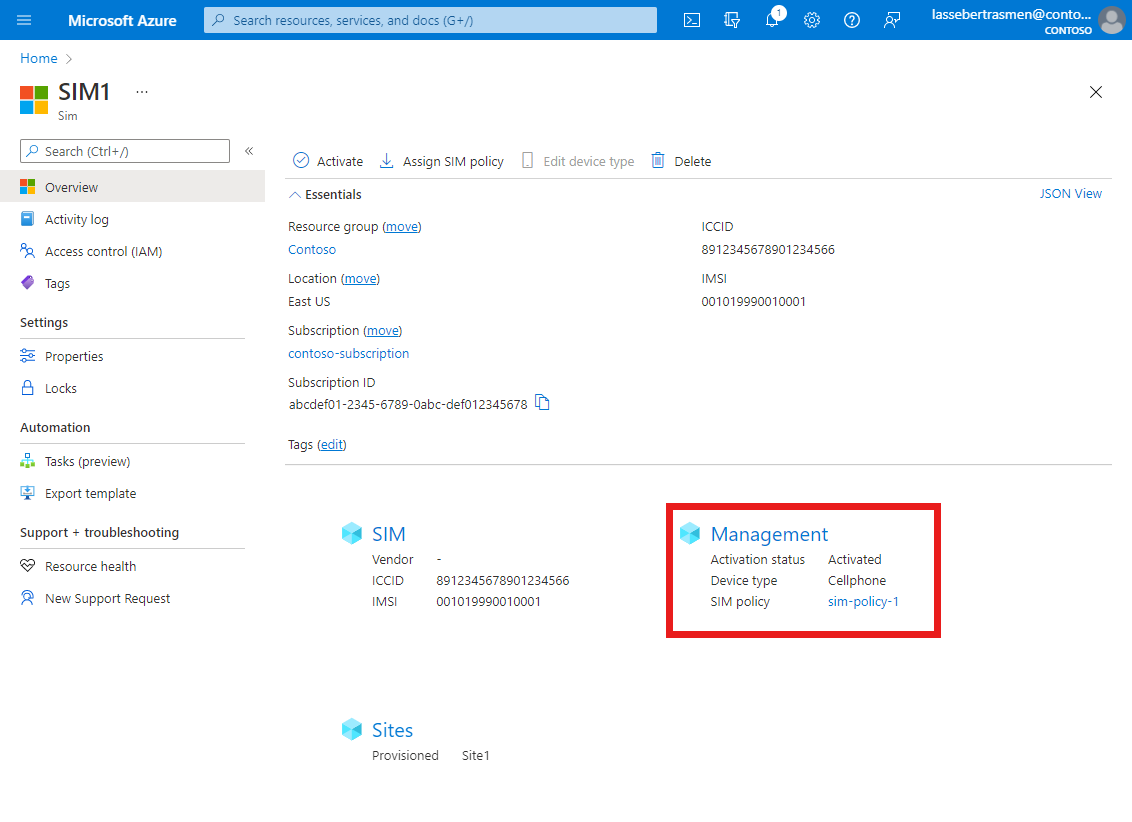 Microsoft Azure
Search resources, services, and docs (G+/)
1
lassebertrasmen@conto...
CONTOSO
Home
SIM1
...
Sim
Search (Ctrl+/)
«
Overview
Activity log
Access control (IAM)
Tags
Settings
Properties
Locks
Automation
Tasks (preview)
Export template
Support + troubleshooting
Resource health
New Support Request
Activate
Assign SIM policy
Edit device type
Delete
Essentials
JSON View
Resource group (move)
Contoso
Location (move)
East US
Subscription (move)
contoso-subscription
Subscription ID
abcdef01-2345-6789-0abc-def012345678
Tags (edit)
ICCID
8912345678901234566
IMSI
001019990010001
SIM
Vendor -
ICCID 8912345678901234566
IMSI 001019990010001
Management
Activation status Activated
Device type Cellphone
SIM policy sim-policy-1
Sites
Provisioned Site1